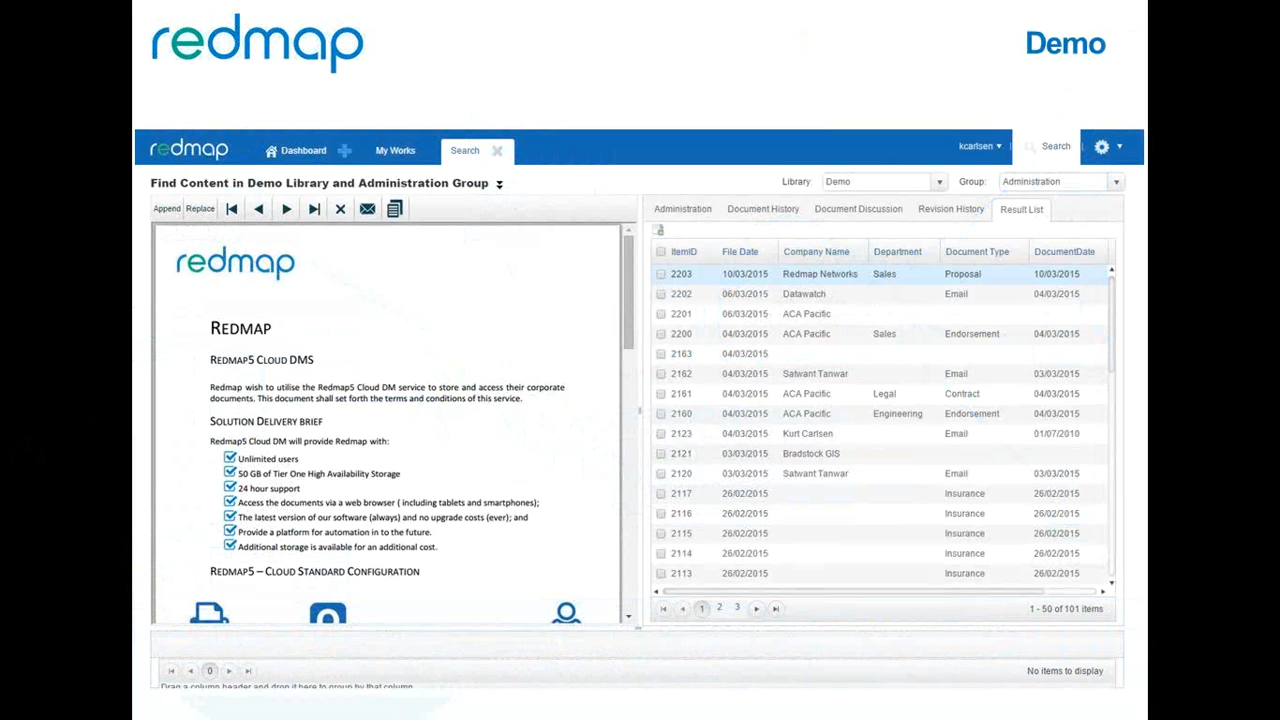 redmap
Demo
redmap Dashboard My Works Search kcarlsen Search
Find Content in Demo Library and Administration Group
Library Demo Group: Administration
Append Replace
Administration Document History Document Discussion Revision History Result List
redmap
REDMAP
REDMAP5 CLOUD DMS
Redmap wish to utilise the Redmap5 Cloud DM service to store and access their corporate
documents. This document shall set forth the terms and conditions of this service.
SOLUTION DELIVERY BRIEF
Redmap5 Cloud DM will provide Redmap with:
Unlimited users
50 GB of Tier One High Availability Storage
24 hour support
Access the documents via a web browser ( including tablets and smartphones);
The latest version of our software (always) and no upgrade costs (ever); and
Provide a platform for automation in to the future.
Additional storage is available for an additional cost.
REDMAP5 – CLOUD STANDARD CONFIGURATION
ItemID File Date Company Name Department Document Type DocumentDate
2203 10/03/2015 Redmap Networks Sales Proposal 10/03/2015
2202 06/03/2015 Datawatch Email 04/03/2015
2201 06/03/2015 ACA Pacific
2200 04/03/2015 ACA Pacific Sales Endorsement 04/03/2015
2163 04/03/2015
2162 04/03/2015 Satwant Tanwar Email 03/03/2015
2161 04/03/2015 ACA Pacific Legal Contract 04/03/2015
2160 04/03/2015 ACA Pacific Engineering Endorsement 04/03/2015
2123 04/03/2015 Kurt Carlsen Email 01/07/2010
2121 03/03/2015 Bradstock GIS
2120 03/03/2015 Satwant Tanwar Email 03/03/2015
2117 26/02/2015 Insurance 26/02/2015
2116 26/02/2015 Insurance 26/02/2015
2115 26/02/2015 Insurance 26/02/2015
2114 26/02/2015 Insurance 26/02/2015
2113 26/02/2015 Insurance 26/02/2015
1 2 3 1 - 50 of 101 items
0 No items to display
Drag a column header and drop it here to group by that column